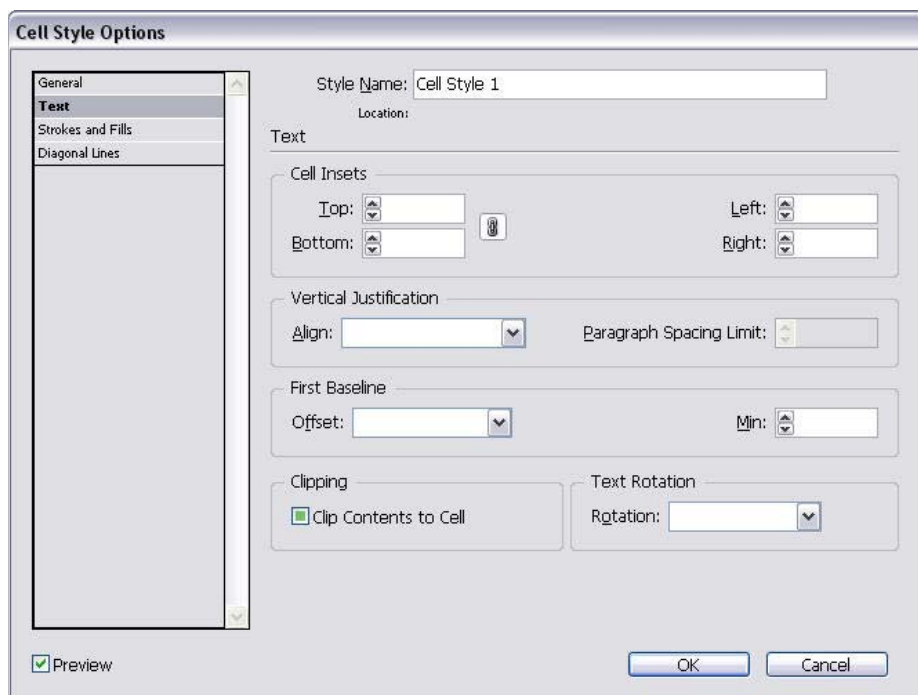 Cell Style Options
General
Text
Strokes and Fills
Diagonal Lines
Style Name: Cell Style 1
Location:
Text
Cell Insets
Top:
Left:
Bottom:
Right:
Vertical Justification
Align:
Paragraph Spacing Limit:
First Baseline
Offset:
Min:
Clipping
Clip Contents to Cell
Text Rotation
Rotation:
Preview
OK
Cancel